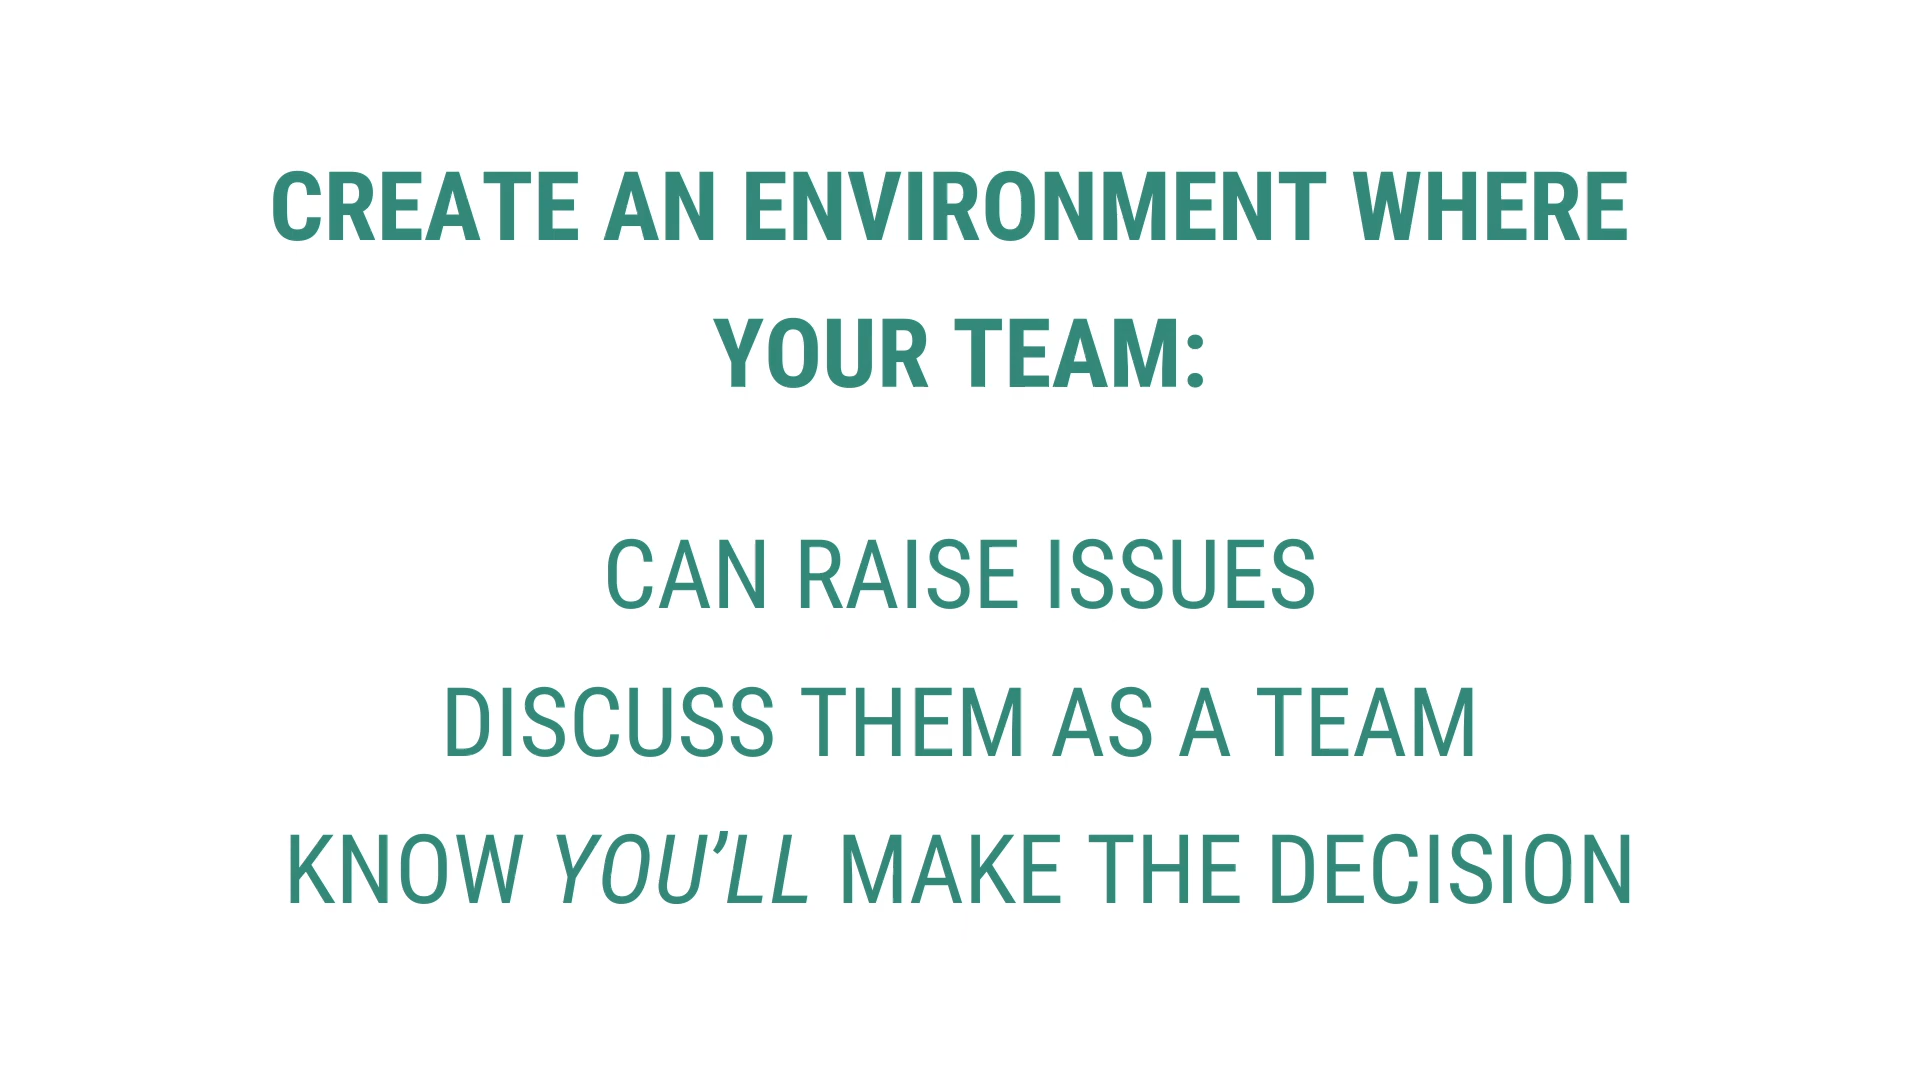 CREATE AN ENVIRONMENT WHERE
YOUR TEAM:
CAN RAISE ISSUES
DISCUSS THEM AS A TEAM
KNOW YOU’LL MAKE THE DECISION